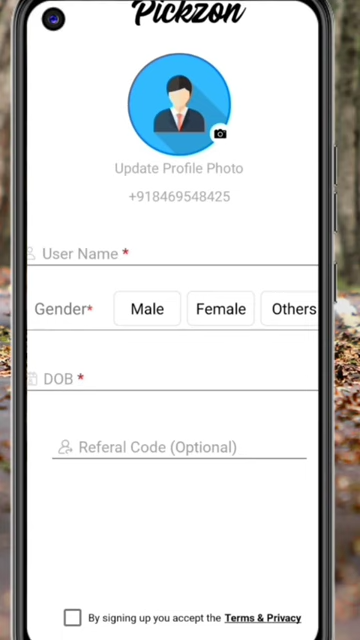 Pickzon
Update Profile Photo
+918469548425
User Name *
Gender* Male Female Others
DOB *
Referal Code (Optional)
By signing up you accept the Terms & Privacy